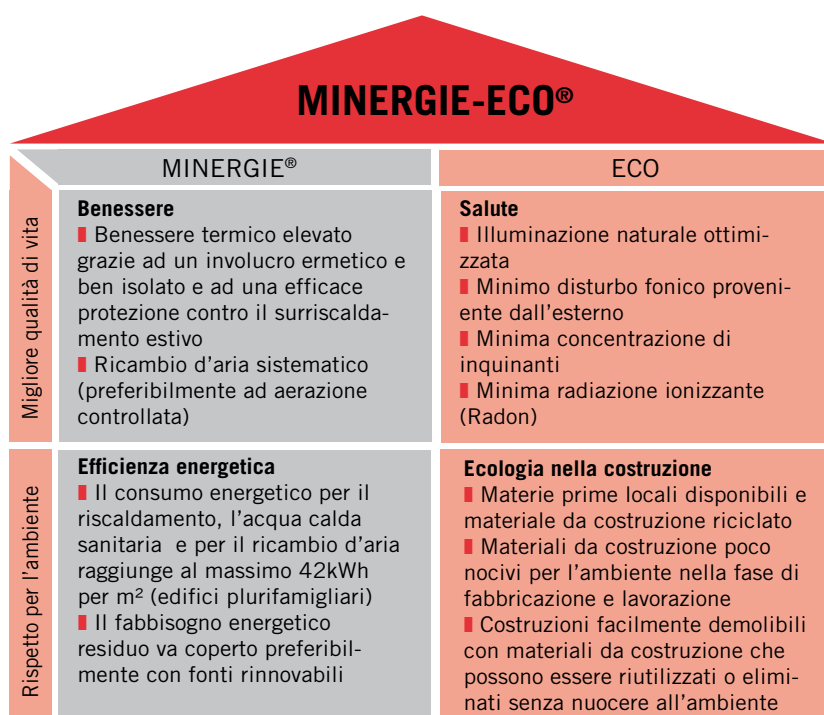 MINERGIE-ECO®
MINERGIE®
ECO
Migliore qualità di vita
Benessere
Benessere termico elevato
grazie ad un involucro ermetico e
ben isolato e ad una efficace
protezione contro il surriscalda-
mento estivo
Ricambio d'aria sistematico
(preferibilmente ad aerazione
controllata)
Salute
Illuminazione naturale ottimi-
zzata
Minimo disturbo fonico proveni-
ente dall'esterno
Minima concentrazione di
inquinanti
Minima radiazione ionizzante
(Radon)
Rispetto per l'ambiente
Efficienza energetica
Il consumo energetico per il
riscaldamento, l'acqua calda
sanitaria e per il ricambio d'aria
raggiunge al massimo 42kWh
per m² (edifici plurifamigliari)
Il fabbisogno energetico
residuo va coperto preferibil-
mente con fonti rinnovabili
Ecologia nella costruzione
Materie prime locali disponibili e
materiale da costruzione riciclato
Materiali da costruzione poco
nocivi per l'ambiente nella fase di
fabbricazione e lavorazione
Costruzioni facilmente demolibili
con materiali da costruzione che
possono essere riutilizzati o elimi-
nati senza nuocere all'ambiente